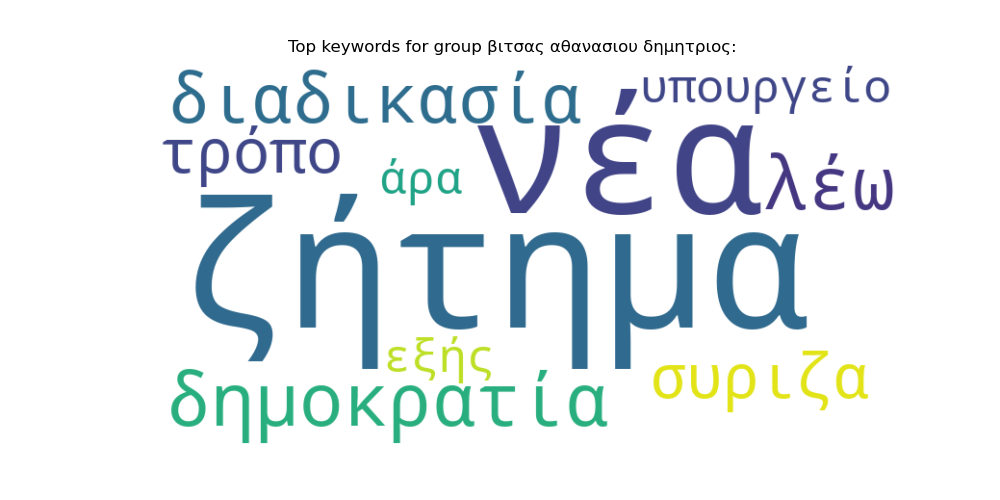 Top keywords for group βιτσας αθανασιου δημητριος:
διαδικασία
υπουργείο
τρόπο
νέα
άρα
λέω
ζήτημα
εξής
συριζα
δημοκρατία